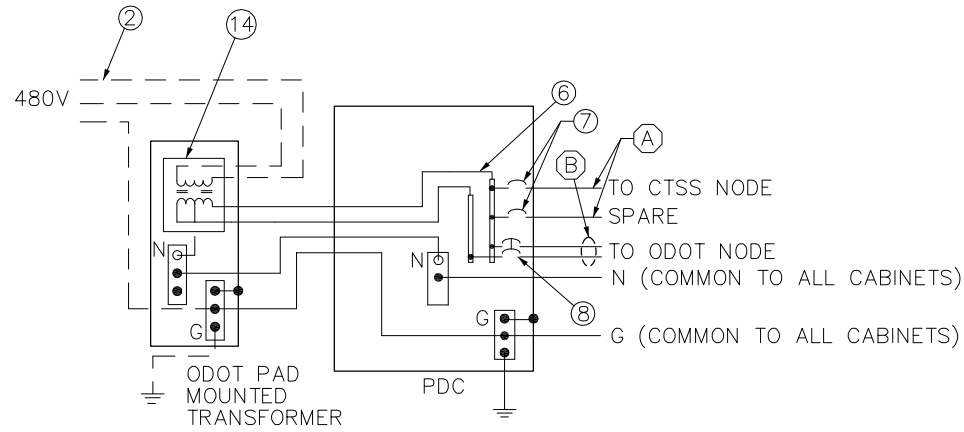 2
14
480V
6
7
A
B
TO CTSS NODE
SPARE
TO ODOT NODE
N
N
N (COMMON TO ALL CABINETS)
8
G
G
G (COMMON TO ALL CABINETS)
ODOT PAD
MOUNTED
TRANSFORMER
PDC